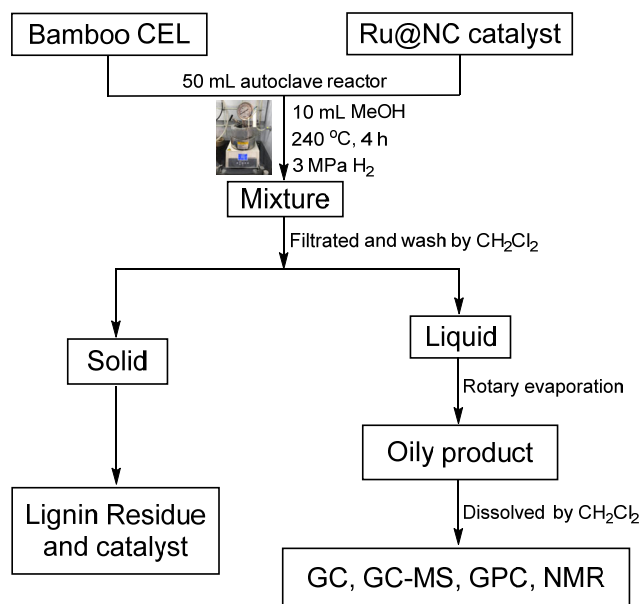 Bamboo CEL
Ru@NC catalyst
50 mL autoclave reactor
10 mL MeOH
240 °C, 4 h
3 MPa H₂
Mixture
Filtrated and wash by CH₂Cl₂
Solid
Liquid
Rotary evaporation
Oily product
Lignin Residue
and catalyst
Dissolved by CH₂Cl₂
GC, GC-MS, GPC, NMR